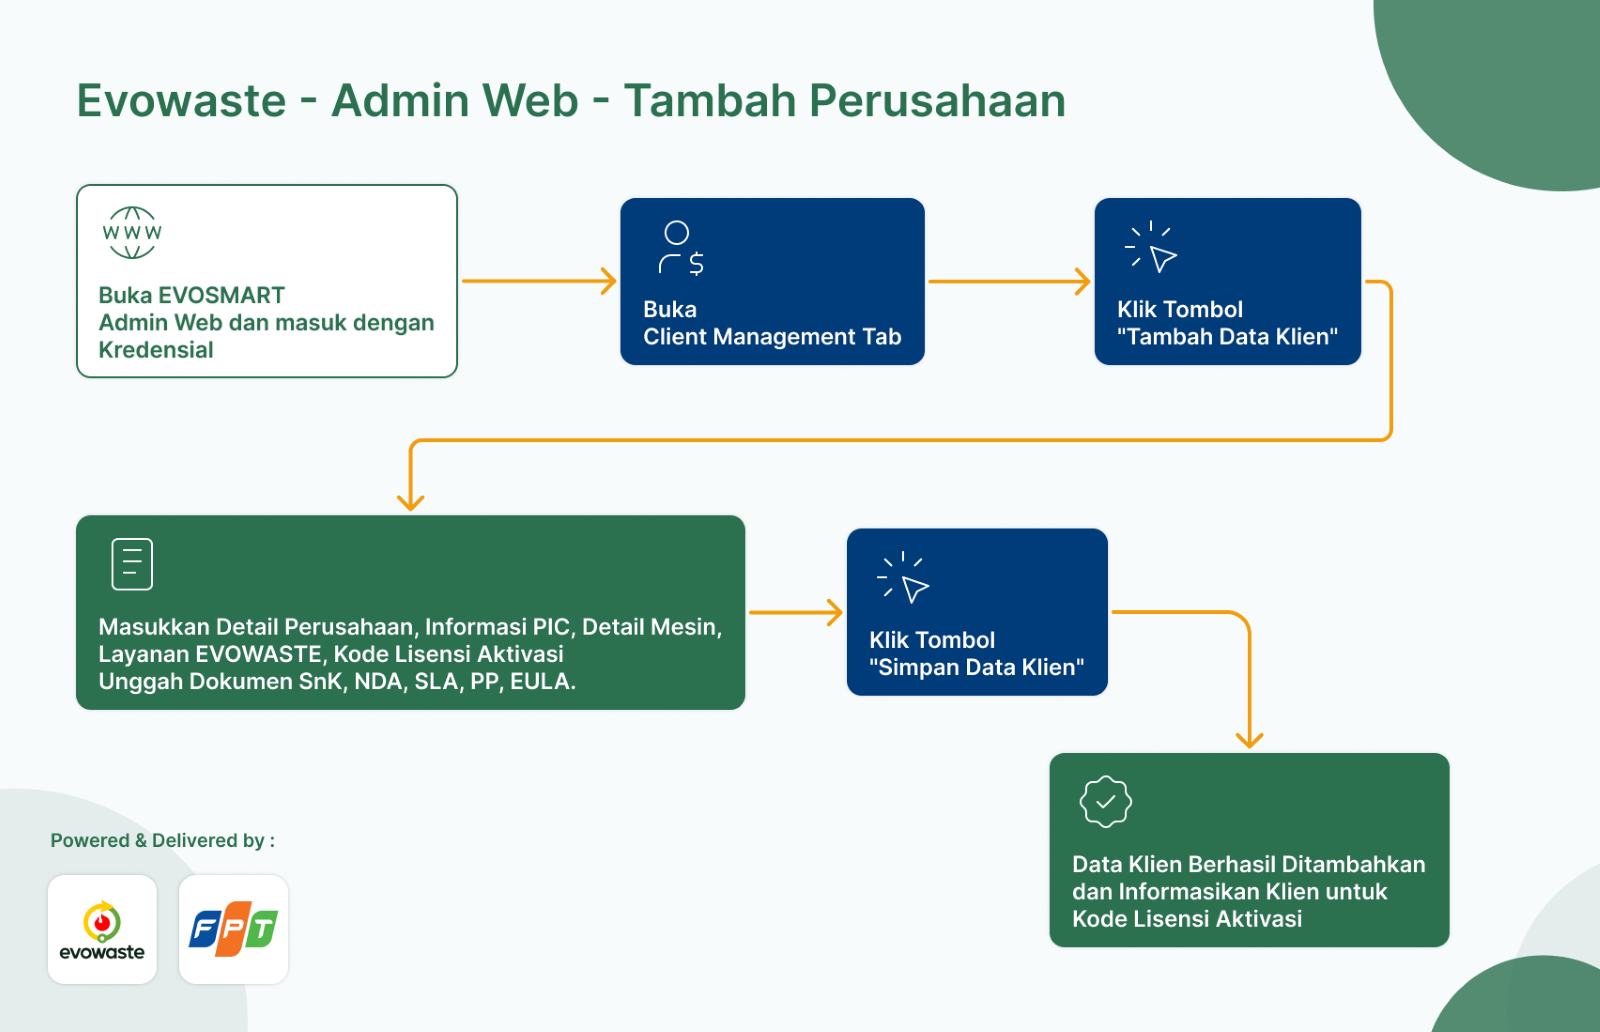 Evowaste - Admin Web - Tambah Perusahaan
WWW
Buka EVOSMART
Admin Web dan masuk dengan
Kredensial
$
Buka
Client Management Tab
Klik Tombol
"Tambah Data Klien"
Masukkan Detail Perusahaan, Informasi PIC, Detail Mesin,
Layanan EVOWASTE, Kode Lisensi Aktivasi
Unggah Dokumen SnK, NDA, SLA, PP, EULA.
Klik Tombol
"Simpan Data Klien"
Data Klien Berhasil Ditambahkan
dan Informasikan Klien untuk
Kode Lisensi Aktivasi
Powered & Delivered by :
evowaste
FPT